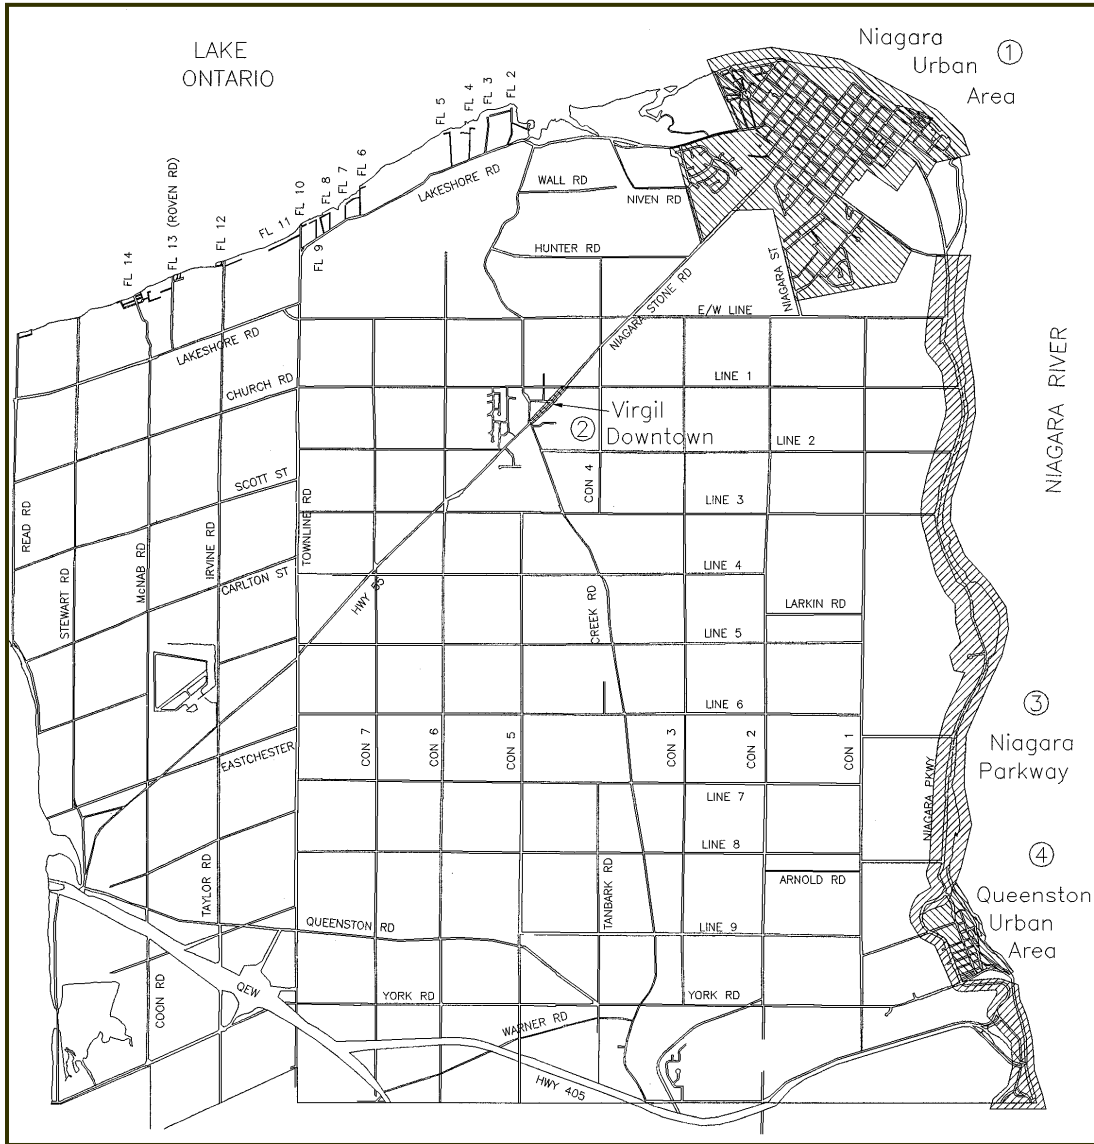 LAKE
ONTARIO
Niagara
Urban
Area
1
FL 5
FL 4
FL 3
FL 2
FL 14
FL 13 (ROVEN RD)
FL 12
FL 11
FL 10
FL 9
FL 8
FL 7
FL 6
LAKESHORE RD
WALL RD
NIVEN RD
HUNTER RD
NIAGARA STONE RD
NIAGARA ST
E/W LINE
LAKESHORE RD
CHURCH RD
LINE 1
NIAGARA RIVER
Virgil
Downtown
2
LINE 2
SCOTT ST
CON 4
LINE 3
READ RD
STEWART RD
McNAB RD
IRVINE RD
TOWNLINE RD
CARLTON ST
HWY 55
LINE 4
CREEK RD
LARKIN RD
LINE 5
LINE 6
3
Niagara
Parkway
EASTCHESTER
CON 7
CON 6
CON 5
CON 3
CON 2
CON 1
NIAGARA PKWY
LINE 7
LINE 8
4
Queenston
Urban
Area
TAYLOR RD
TANBARK RD
ARNOLD RD
QUEENSTON RD
LINE 9
COON RD
QEW
YORK RD
YORK RD
WARNER RD
HWY 405